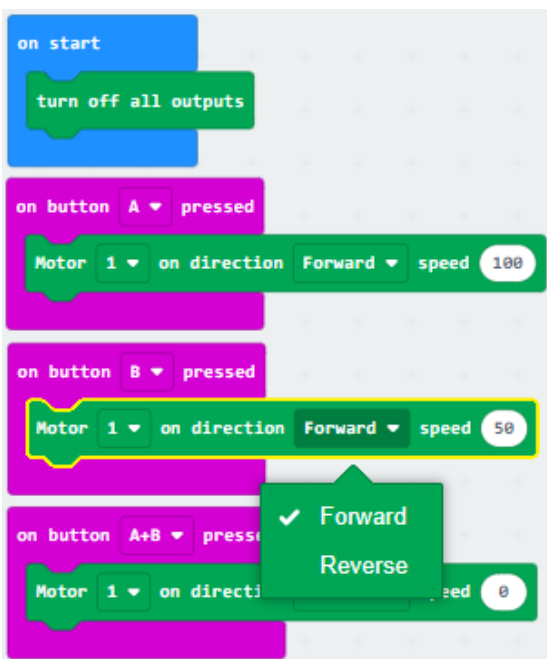 on start
turn off all outputs
on button A pressed
Motor 1 on direction Forward speed 100
on button B pressed
Motor 1 on direction Forward speed 50
Forward
Reverse
on button A+B
Motor 1 on 0